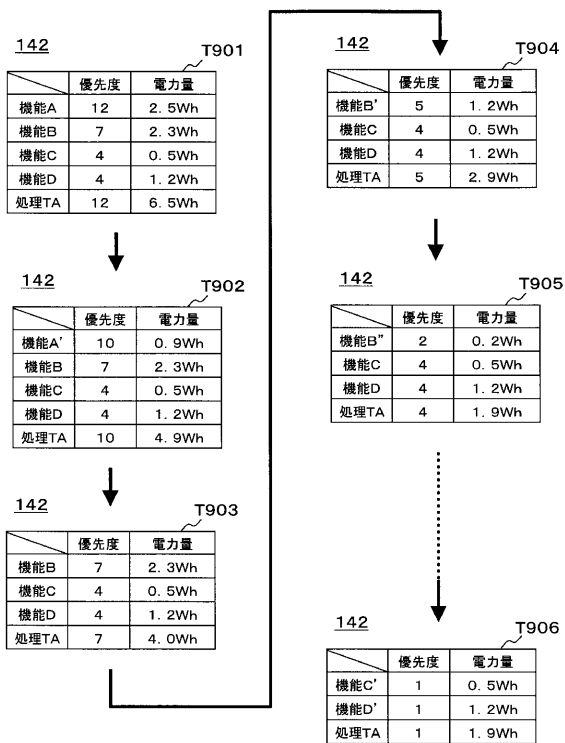 142
T901
優先度 電力量
機能A 12 2. 5Wh
機能B 7 2. 3Wh
機能C 4 0. 5Wh
機能D 4 1. 2Wh
処理TA 12 6. 5Wh
142
T902
優先度 電力量
機能A' 10 0. 9Wh
機能B 7 2. 3Wh
機能C 4 0. 5Wh
機能D 4 1. 2Wh
処理TA 10 4. 9Wh
142
T903
優先度 電力量
機能B 7 2. 3Wh
機能C 4 0. 5Wh
機能D 4 1. 2Wh
処理TA 7 4. 0Wh
142
T904
優先度 電力量
機能B' 5 1. 2Wh
機能C 4 0. 5Wh
機能D 4 1. 2Wh
処理TA 5 2. 9Wh
142
T905
優先度 電力量
機能B” 2 0. 2Wh
機能C 4 0. 5Wh
機能D 4 1. 2Wh
処理TA 4 1. 9Wh
142
T906
優先度 電力量
機能C' 1 0. 5Wh
機能D' 1 1. 2Wh
処理TA 1 1. 9Wh